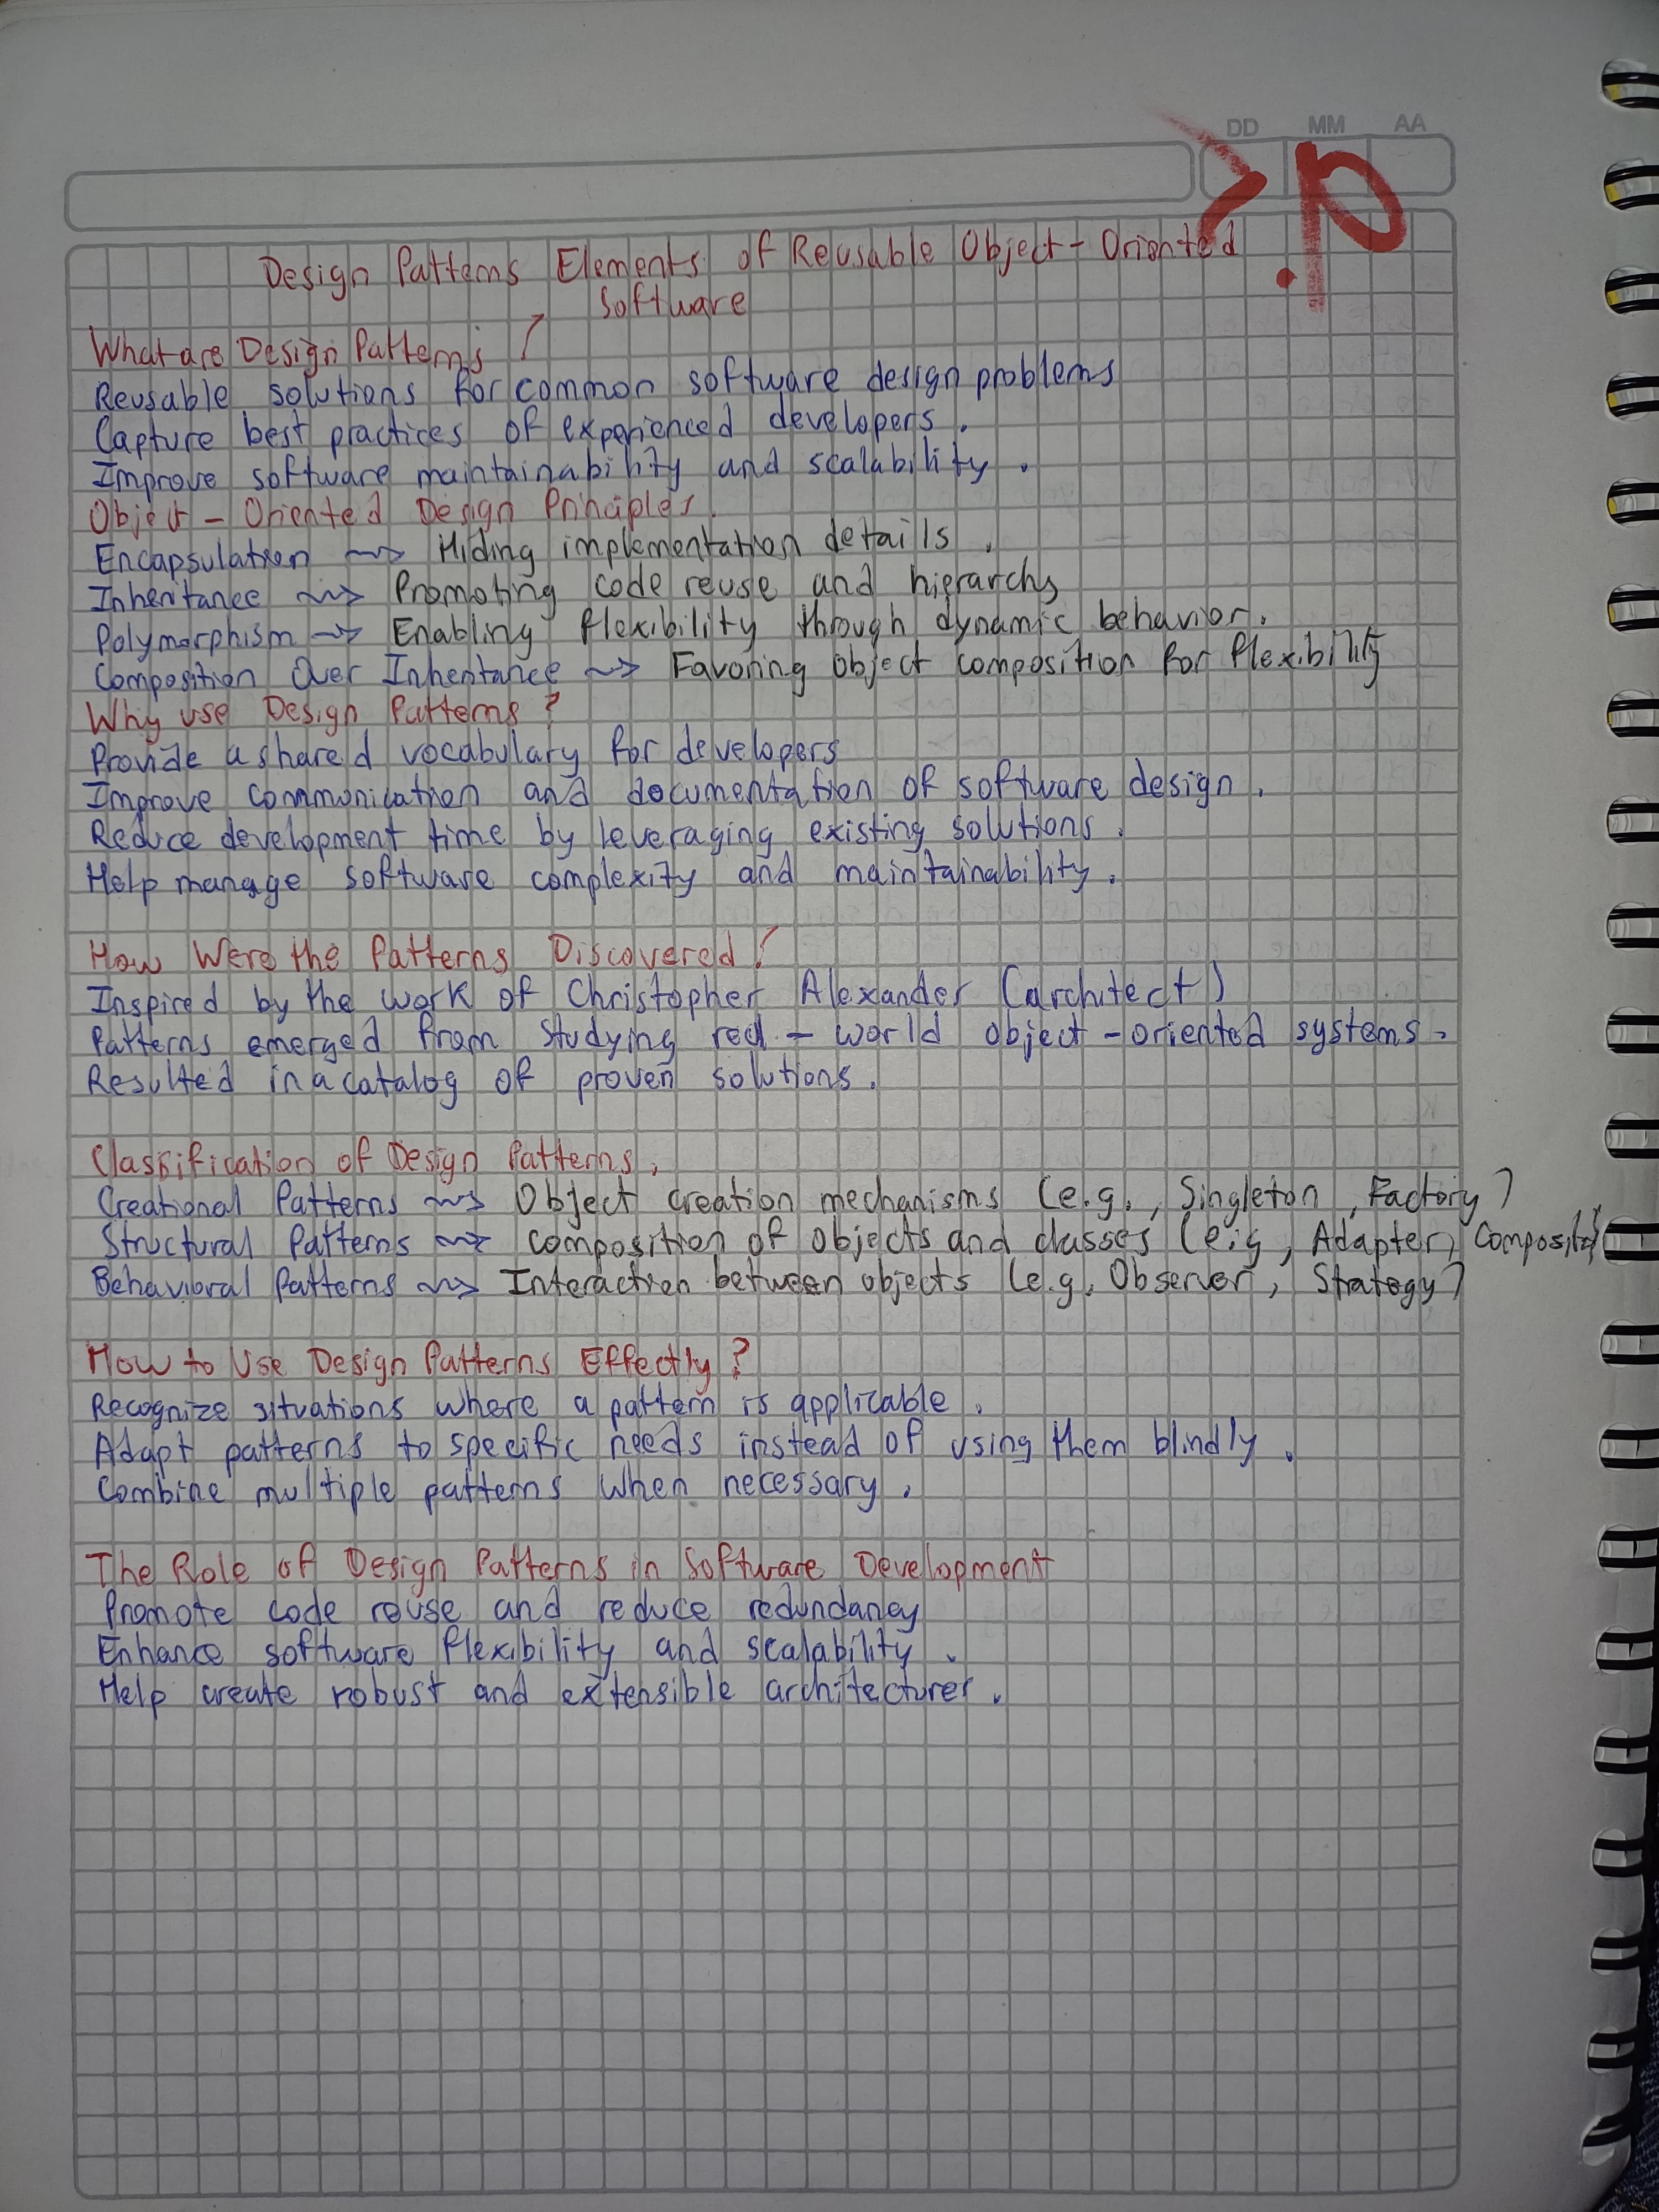 DD MM AA
Design Patterns Elements of Reusable Object - Oriented
Software
What are Design Patterns ?
Reusable solutions for common software design problems
Capture best practices of experienced developers.
Improve software maintainability and scalability.
Object - Oriented Design Principles.
Encapsulation ~> Hiding implementation details.
Inheritance ~> Promoting code reuse and hierarchy
Polymorphism ~> Enabling flexibility through dynamic behavior.
Composition Over Inheritance ~> Favoring object composition for flexibility
Why use Design Patterns ?
Provide a shared vocabulary for developers
Improve communication and documentation of software design.
Reduce development time by leveraging existing solutions.
Help manage software complexity and maintainability.
How Were the Patterns Discovered ?
Inspired by the work of Christopher Alexander (architect)
Patterns emerged from studying real - world object - oriented systems.
Resulted in a catalog of proven solutions.
Classification of Design Patterns.
Creational Patterns ~> Object creation mechanisms (e.g., Singleton, Factory)
Structural Patterns ~> Composition of objects and classes (e.g, Adapter, Composite)
Behavioral Patterns ~> Interaction between objects (e.g, Observer, Strategy)
How to Use Design Patterns Effectly ?
Recognize situations where a pattern is applicable.
Adapt patterns to specific needs instead of using them blindly.
Combine multiple patterns when necessary.
The Role of Design Patterns in Software Development
Promote code reuse and reduce redundancy
Enhance software flexibility and scalability.
Help create robust and extensible architectures.